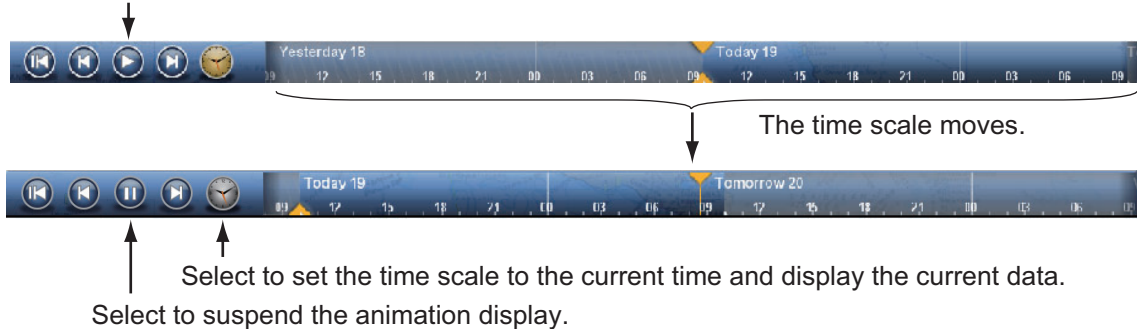 Yesterday 18 Today 19 T
09 12 15 18 21 00 03 06 09 12 15 18 21 00 03 06 09
The time scale moves.
Today 19 Tomorrow 20
09 12 15 18 21 00 03 06 09 12 15 18 21 00 03 06 09
Select to set the time scale to the current time and display the current data.
Select to suspend the animation display.